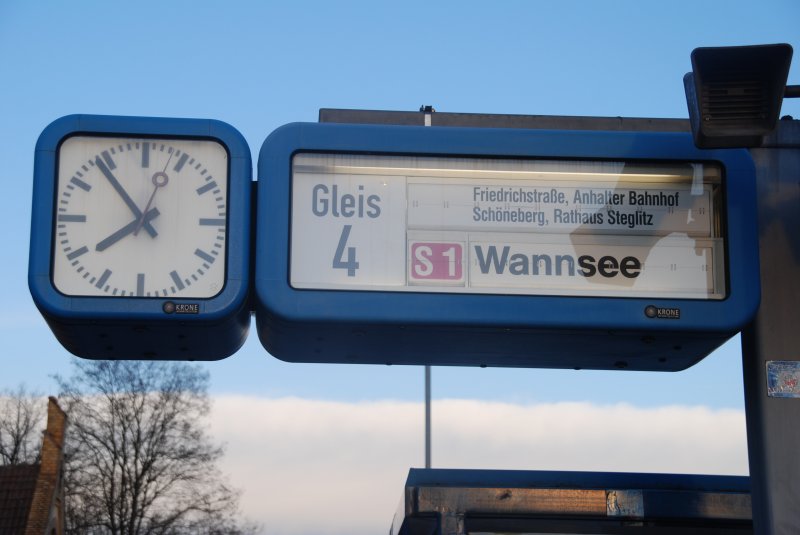 Gleis
4
Friedrichstraße, Anhalter Bahnhof
Schöneberg, Rathaus Steglitz
S1 Wannsee
KRONE
KRONE